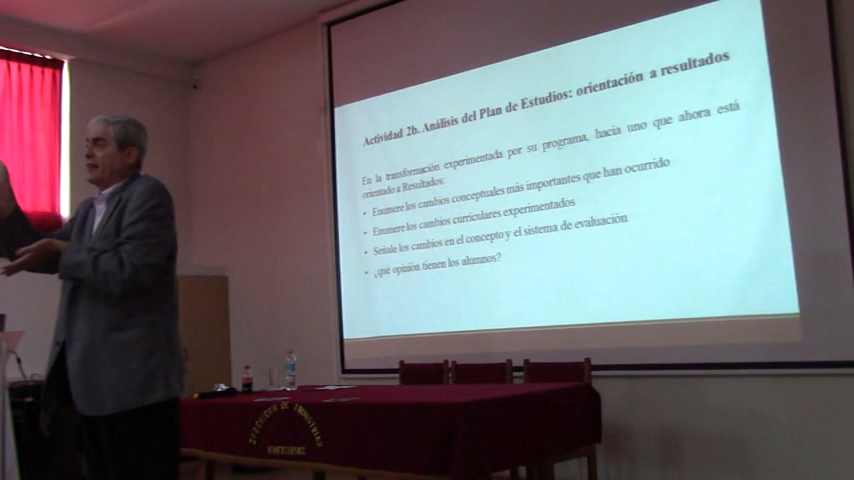 Actividad 2b. Análisis del Plan de Estudios: orientación a resultados
En la transformación experimentada por su programa, hacia uno que ahora está
orientado a Resultados:
• Enumere los cambios conceptuales más importantes que han ocurrido
• Enumere los cambios curriculares experimentados
• Señale los cambios en el concepto y el sistema de evaluación
• ¿qué opinión tienen los alumnos?